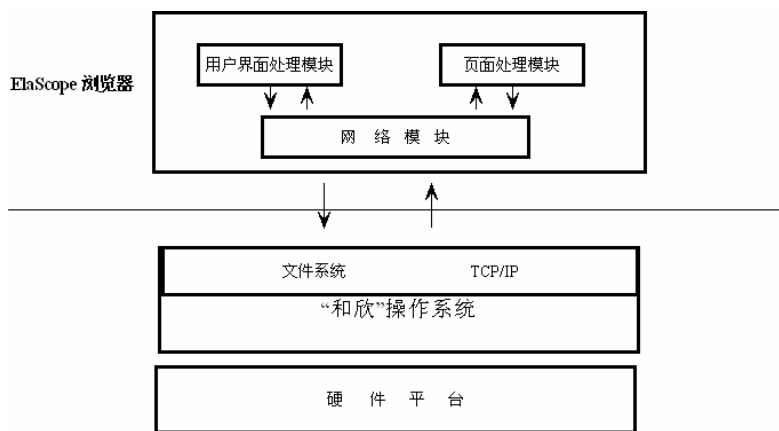 用户界面处理模块
页面处理模块
ElaScope 浏览器
网 络 模 块
文件系统
TCP/IP
“和欣”操作系统
硬 件 平 台